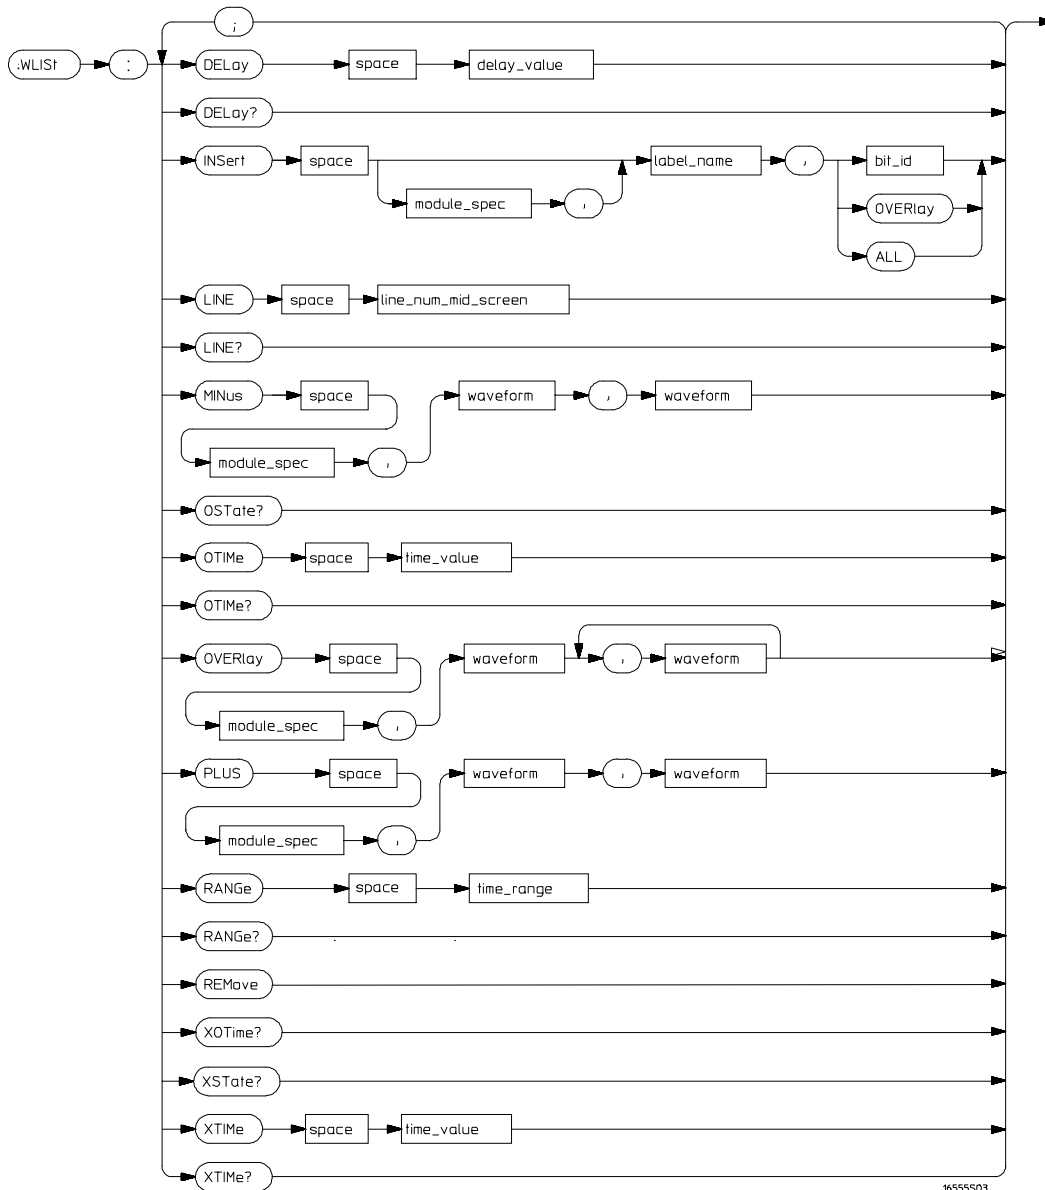 ;
:WLISt : DELay space delay_value
DELay?
INSert space label_name , bit_id
module_spec , OVERlay
ALL
LINE space line_num_mid_screen
LINE?
MINus space waveform , waveform
module_spec ,
OSTate?
OTIMe space time_value
OTIMe?
OVERlay space waveform , waveform
module_spec ,
PLUS space waveform , waveform
module_spec ,
RANGe space time_range
RANGe?
REMove
XOTime?
XSTate?
XTIMe space time_value
XTIMe?
16555S03